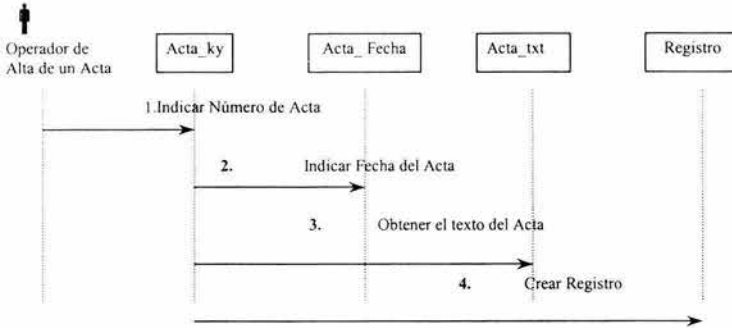 Operador de
Alta de un Acta
Acta_ky
Acta_ Fecha
Acta_txt
Registro
1.Indicar Número de Acta
2. Indicar Fecha del Acta
3. Obtener el texto del Acta
4. Crear Registro